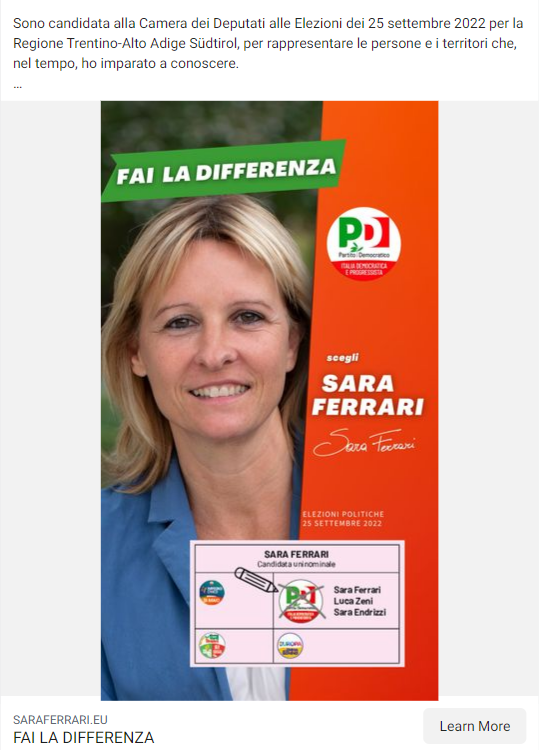 Sono candidata alla Camera dei Deputati alle Elezioni dei 25 settembre 2022 per la
Regione Trentino-Alto Adige Südtirol, per rappresentare le persone e i territori che,
nel tempo, ho imparato a conoscere.
...
FAI LA DIFFERENZA
PD
Partito Democratico
ITALIA DEMOCRATICA
E PROGRESSISTA
scegli
SARA
FERRARI
Sara Ferrari
ELEZIONI POLITICHE
25 SETTEMBRE 2022
SARA FERRARI
Candidata uninominale
PD
Sara Ferrari
Luca Zeni
Sara Endrizzi
SARAFERRARI.EU
FAI LA DIFFERENZA
Learn More